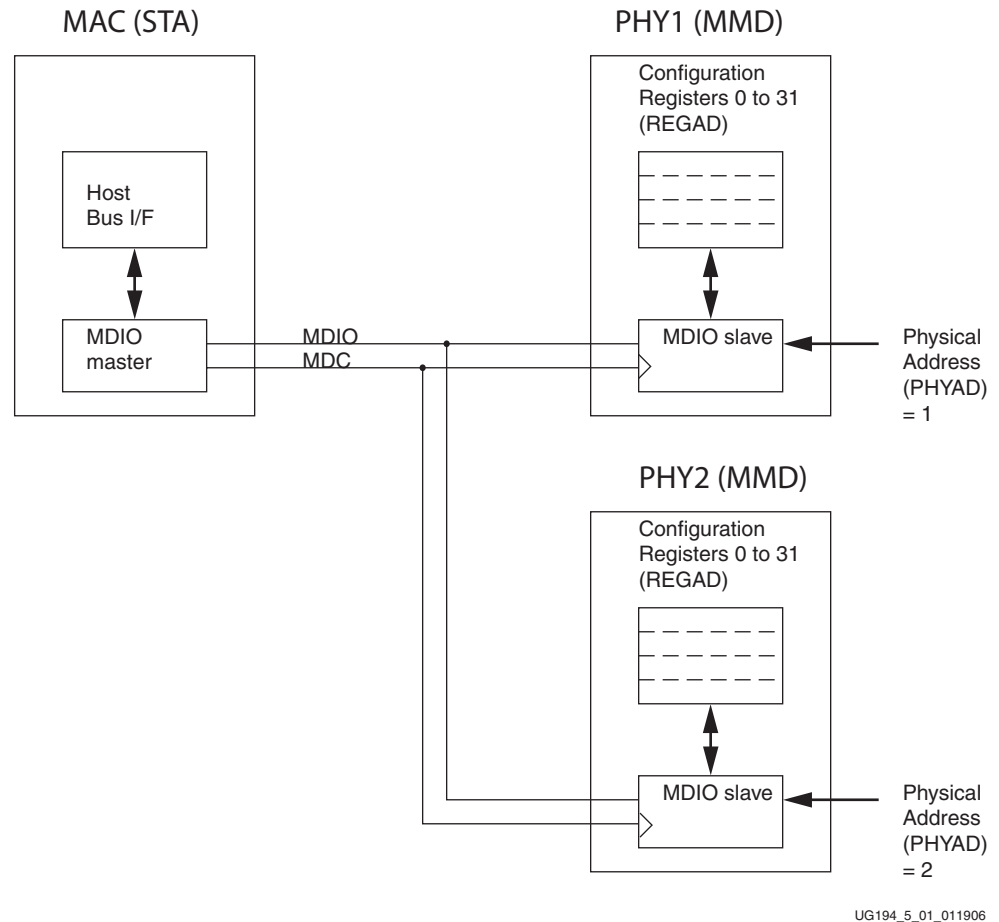 MAC (STA)
PHY1 (MMD)
Configuration
Registers 0 to 31
(REGAD)
Host
Bus I/F
MDIO
master
MDIO
MDC
MDIO slave
Physical
Address
(PHYAD)
= 1
PHY2 (MMD)
Configuration
Registers 0 to 31
(REGAD)
MDIO slave
Physical
Address
(PHYAD)
= 2
UG194_5_01_011906